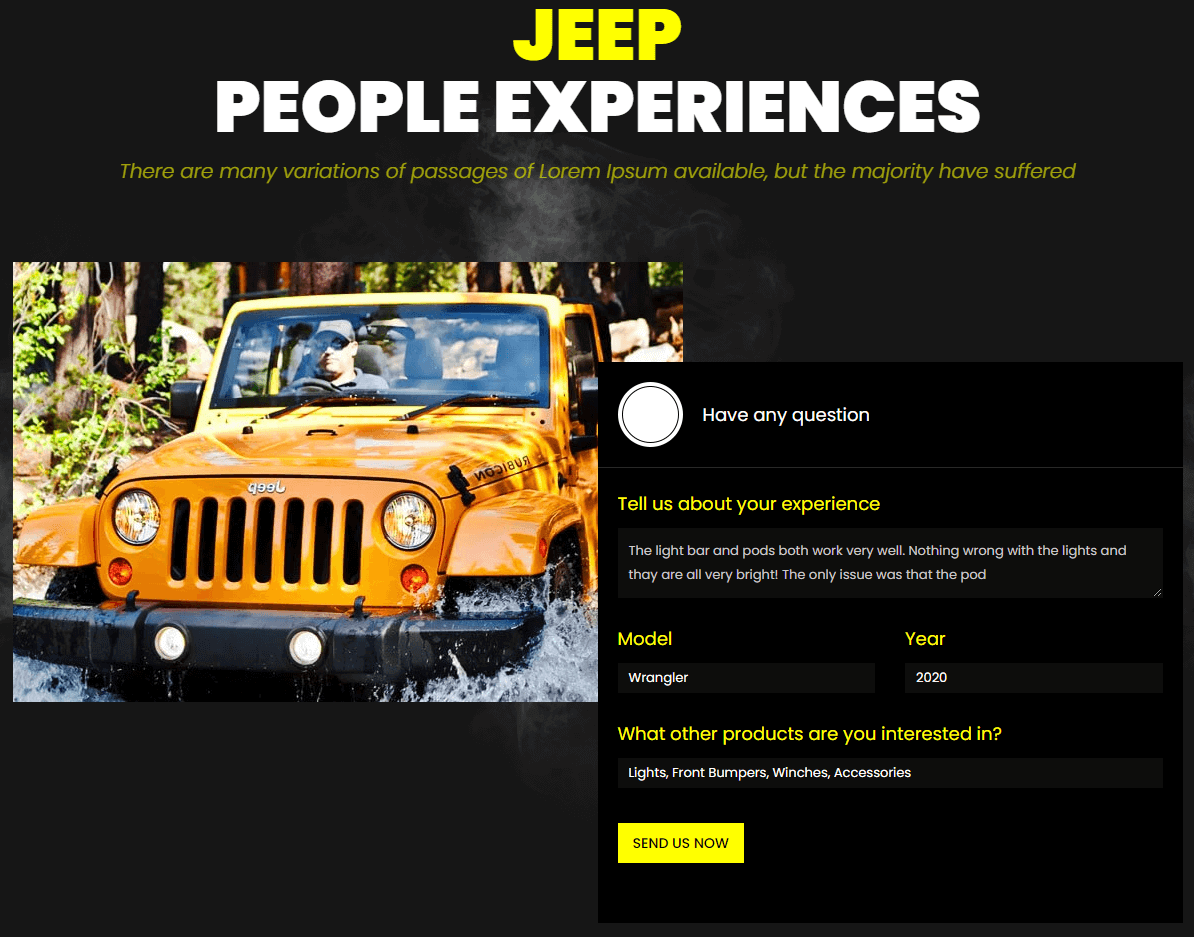 JEEP
PEOPLE EXPERIENCES
There are many variations of passages of Lorem Ipsum available, but the majority have suffered
Jeep
RUBICON
Have any question
Tell us about your experience
The light bar and pods both work very well. Nothing wrong with the lights and
thay are all very bright! The only issue was that the pod
Model
Year
Wrangler
2020
What other products are you interested in?
Lights, Front Bumpers, Winches, Accessories
SEND US NOW